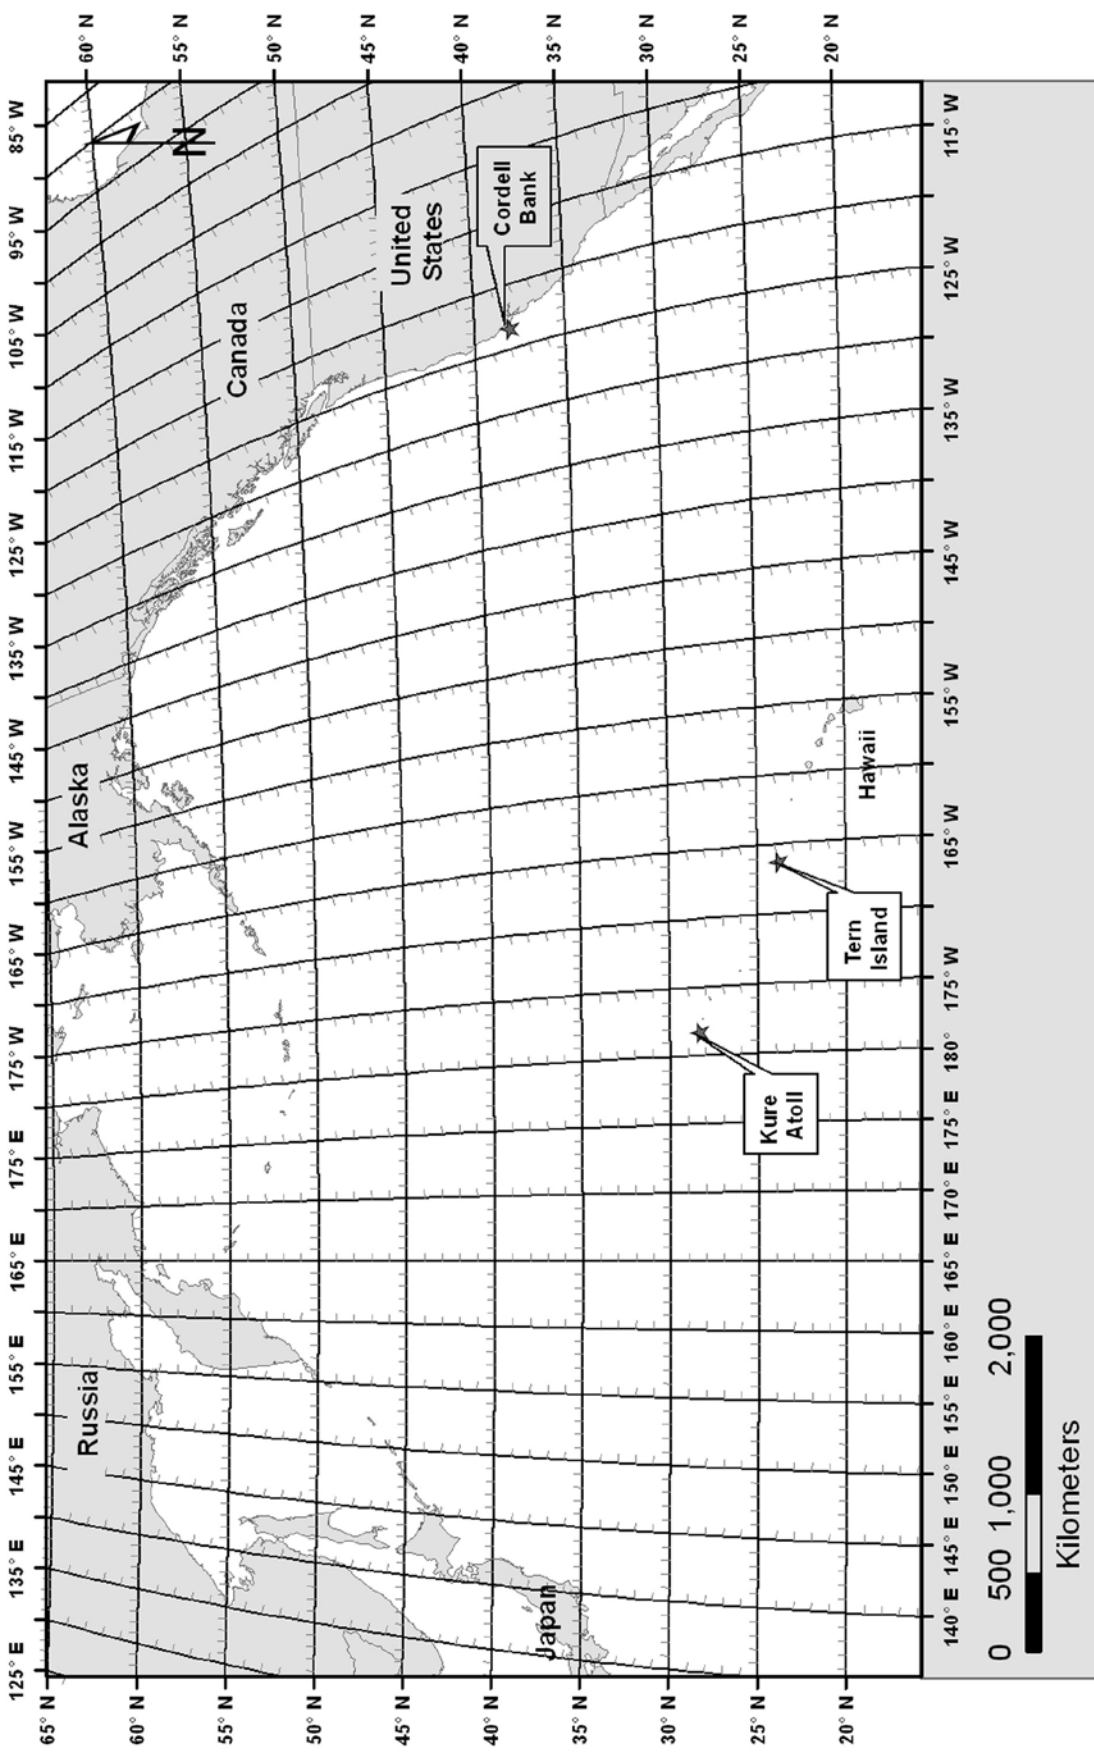 125° E 135° E 145° E 155° E 165° E 175° E 175° W 165° W 155° W 145° W 135° W 125° W 115° W 105° W 95° W 85° W
65° N
60° N
55° N
50° N
45° N
40° N
35° N
30° N
25° N
20° N
Russia
Alaska
Canada
N
United
States
Cordell
Bank
Japan
Kure
Atoll
Tern
Island
Hawaii
60° N
55° N
50° N
45° N
40° N
35° N
30° N
25° N
20° N
140° E 145° E 150° E 155° E 160° E 165° E 170° E 175° E 180° 175° W 165° W 155° W 145° W 135° W 125° W 115° W
0 500 1,000 2,000
Kilometers